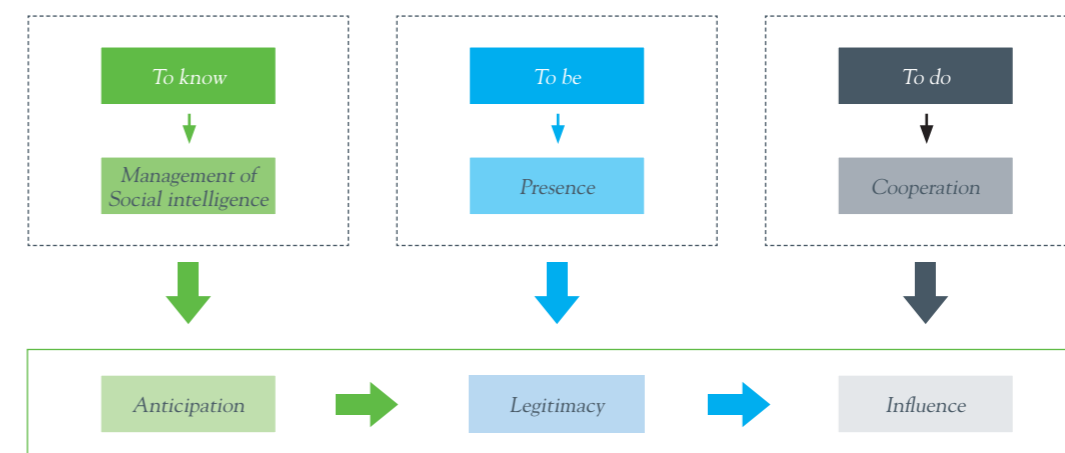 To know
To be
To do
Management of
Social intelligence
Presence
Cooperation
Anticipation
Legitimacy
Influence